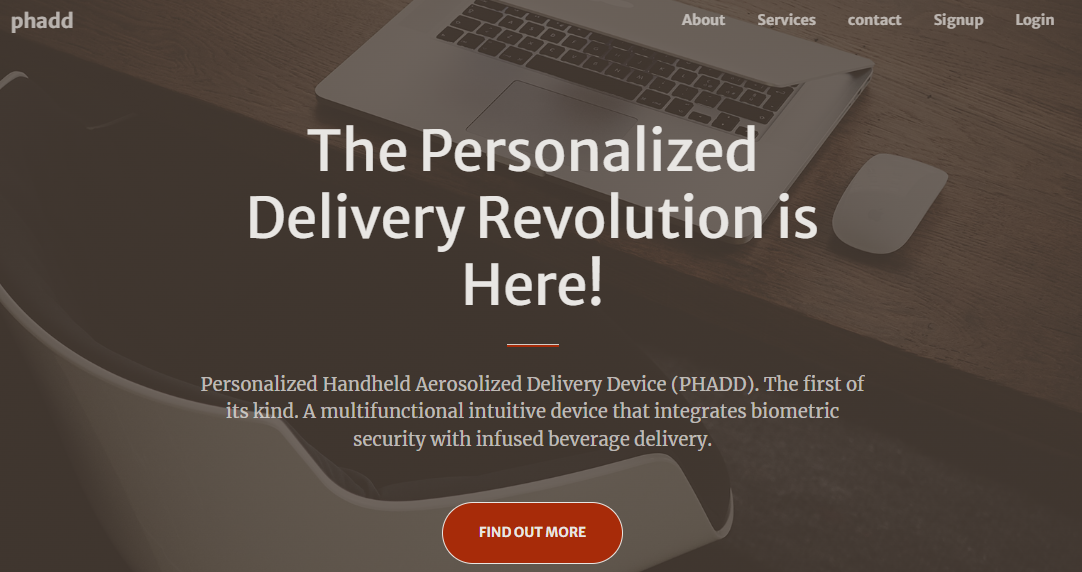 phadd
About Services contact Signup Login
The Personalized
Delivery Revolution is
Here!
Personalized Handheld Aerosolized Delivery Device (PHADD). The first of
its kind. A multifunctional intuitive device that integrates biometric
security with infused beverage delivery.
FIND OUT MORE